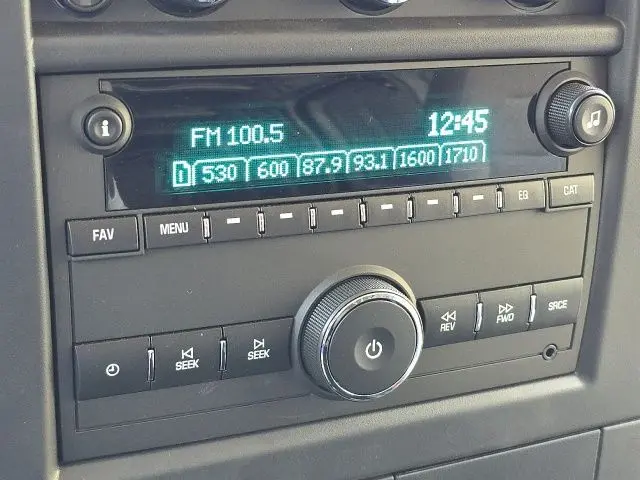 i
FM 100.5 12:45
1 530 600 87.9 93.1 1600 1710
FAV MENU EQ CAT
SEEK SEEK REV FWD SRCE